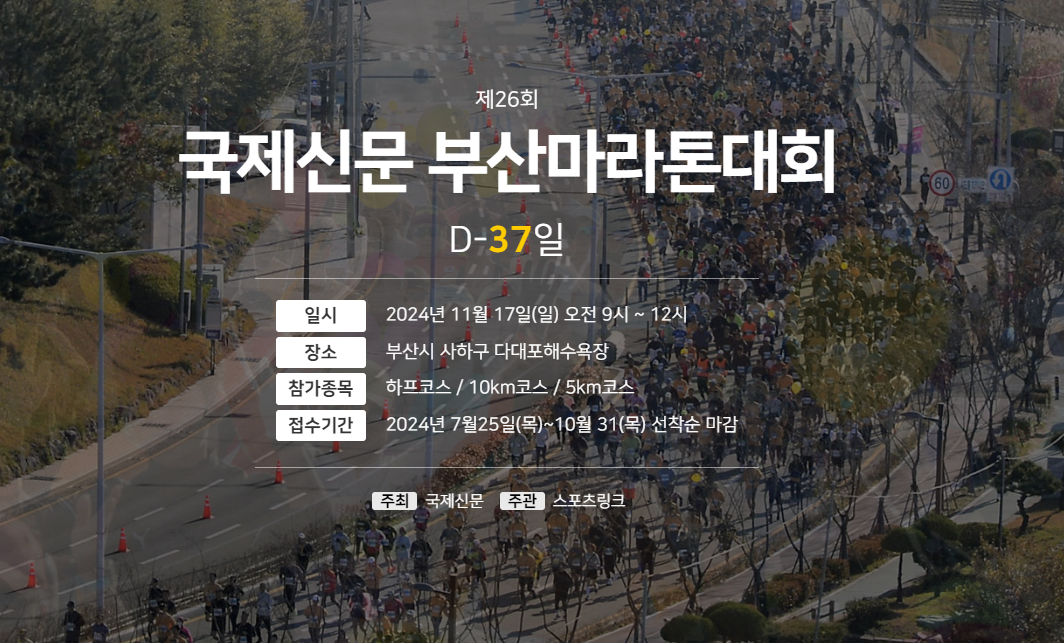 제26회
국제신문 부산마라톤대회
D-37일
일시 2024년 11월 17일(일) 오전 9시 ~ 12시
장소 부산시 사하구 다대포해수욕장
참가종목 하프코스 / 10km코스 / 5km코스
접수기간 2024년 7월25일(목)~10월 31(목) 선착순 마감
주최 국제신문 주관 스포츠링크
60